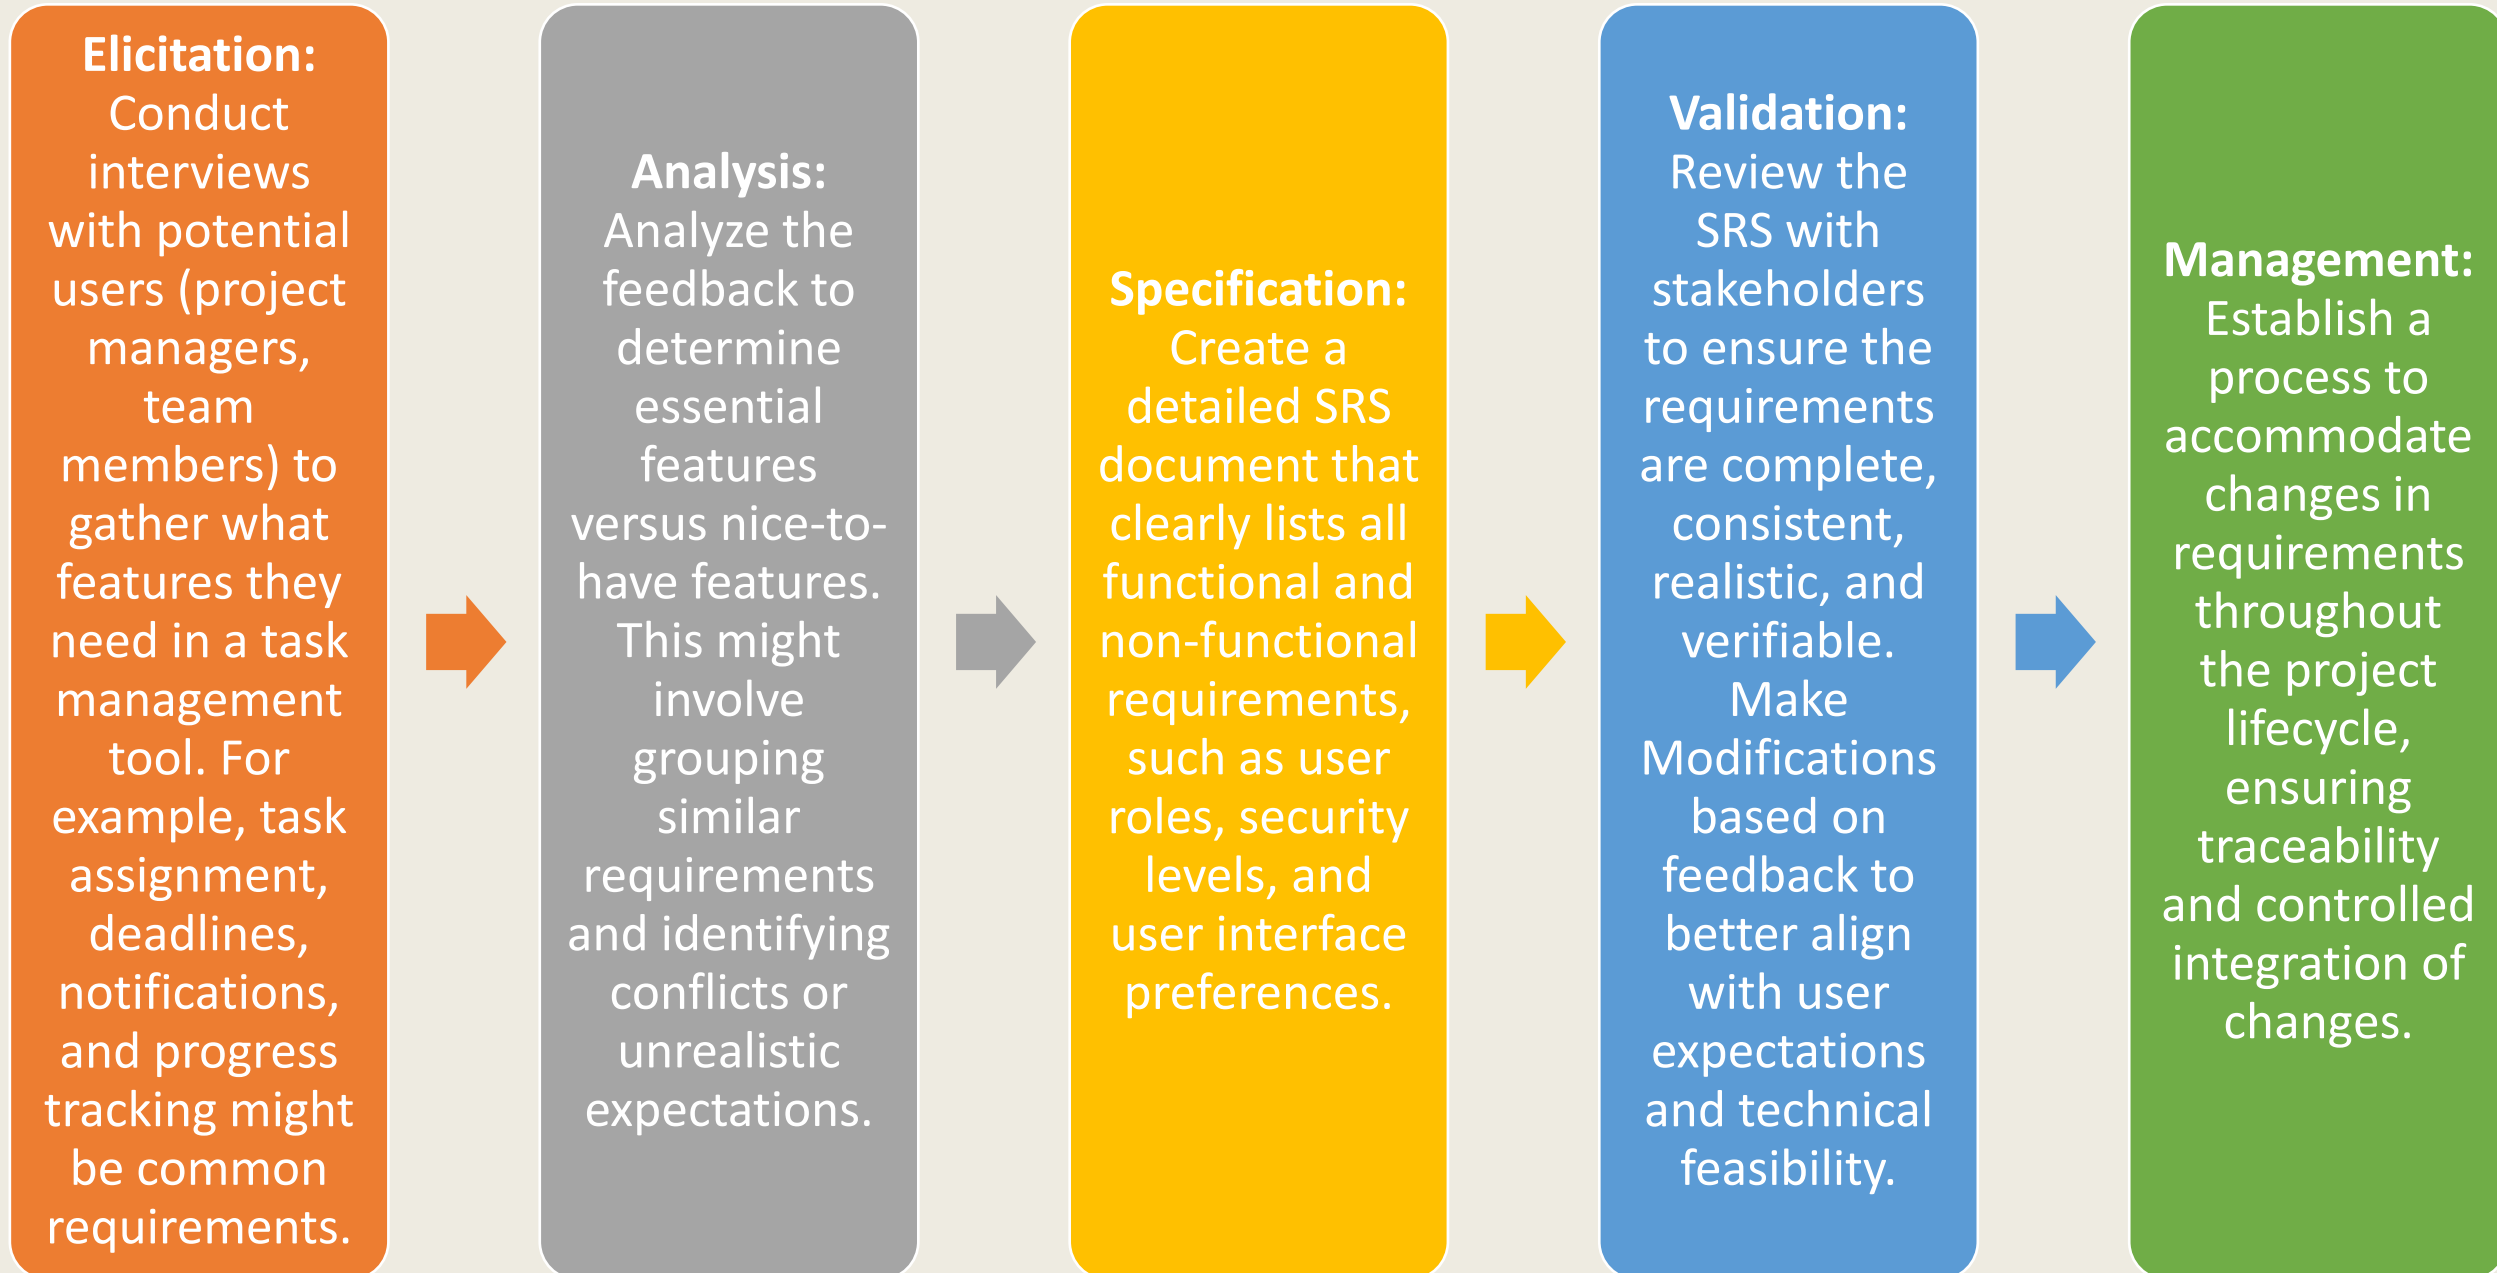 Elicitation:
Conduct
interviews
with potential
users (project
managers,
team
members) to
gather what
features they
need in a task
management
tool. For
example, task
assignment,
deadlines,
notifications,
and progress
tracking might
be common
requirements.
Analysis:
Analyze the
feedback to
determine
essential
features
versus nice-to-
have features.
This might
involve
grouping
similar
requirements
and identifying
conflicts or
unrealistic
expectations.
Specification:
Create a
detailed SRS
document that
clearly lists all
functional and
non-functional
requirements,
such as user
roles, security
levels, and
user interface
preferences.
Validation:
Review the
SRS with
stakeholders
to ensure the
requirements
are complete,
consistent,
realistic, and
verifiable.
Make
Modifications
based on
feedback to
better align
with user
expectations
and technical
feasibility.
Management:
Establish a
process to
accommodate
changes in
requirements
throughout
the project
lifecycle,
ensuring
traceability
and controlled
integration of
changes.